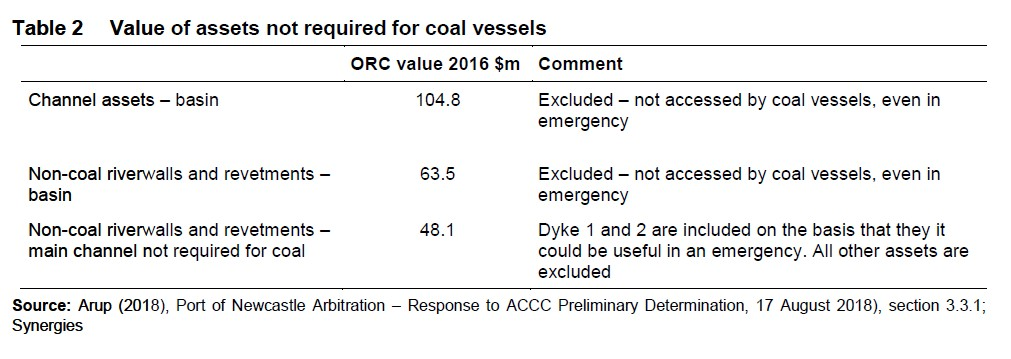 Table 2 Value of assets not required for coal vessels
ORC value 2016 $m Comment
Channel assets – basin 104.8 Excluded – not accessed by coal vessels, even in
emergency
Non-coal riverwalls and revetments – 63.5 Excluded – not accessed by coal vessels, even in
basin emergency
Non-coal riverwalls and revetments – 48.1 Dyke 1 and 2 are included on the basis that they it
main channel not required for coal could be useful in an emergency. All other assets are
excluded
Source: Arup (2018), Port of Newcastle Arbitration – Response to ACCC Preliminary Determination, 17 August 2018), section 3.3.1;
Synergies